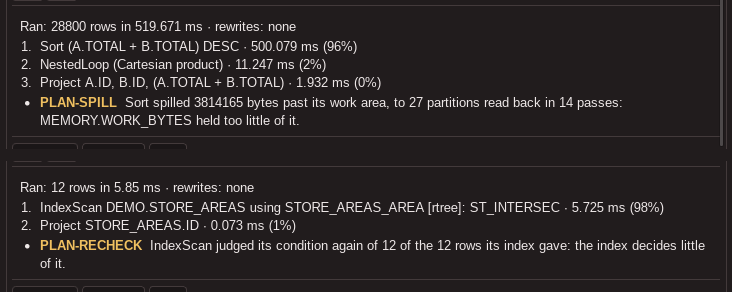 Ran: 28800 rows in 519.671 ms · rewrites: none
1. Sort (A.TOTAL + B.TOTAL) DESC · 500.079 ms (96%)
2. NestedLoop (Cartesian product) · 11.247 ms (2%)
3. Project A.ID, B.ID, (A.TOTAL + B.TOTAL) · 1.932 ms (0%)
• PLAN-SPILL Sort spilled 3814165 bytes past its work area, to 27 partitions read back in 14 passes:
MEMORY.WORK_BYTES held too little of it.
Ran: 12 rows in 5.85 ms · rewrites: none
1. IndexScan DEMO.STORE_AREAS using STORE_AREAS_AREA [rtree]: ST_INTERSEC · 5.725 ms (98%)
2. Project STORE_AREAS.ID · 0.073 ms (1%)
• PLAN-RECHECK IndexScan judged its condition again of 12 of the 12 rows its index gave: the index decides little
of it.